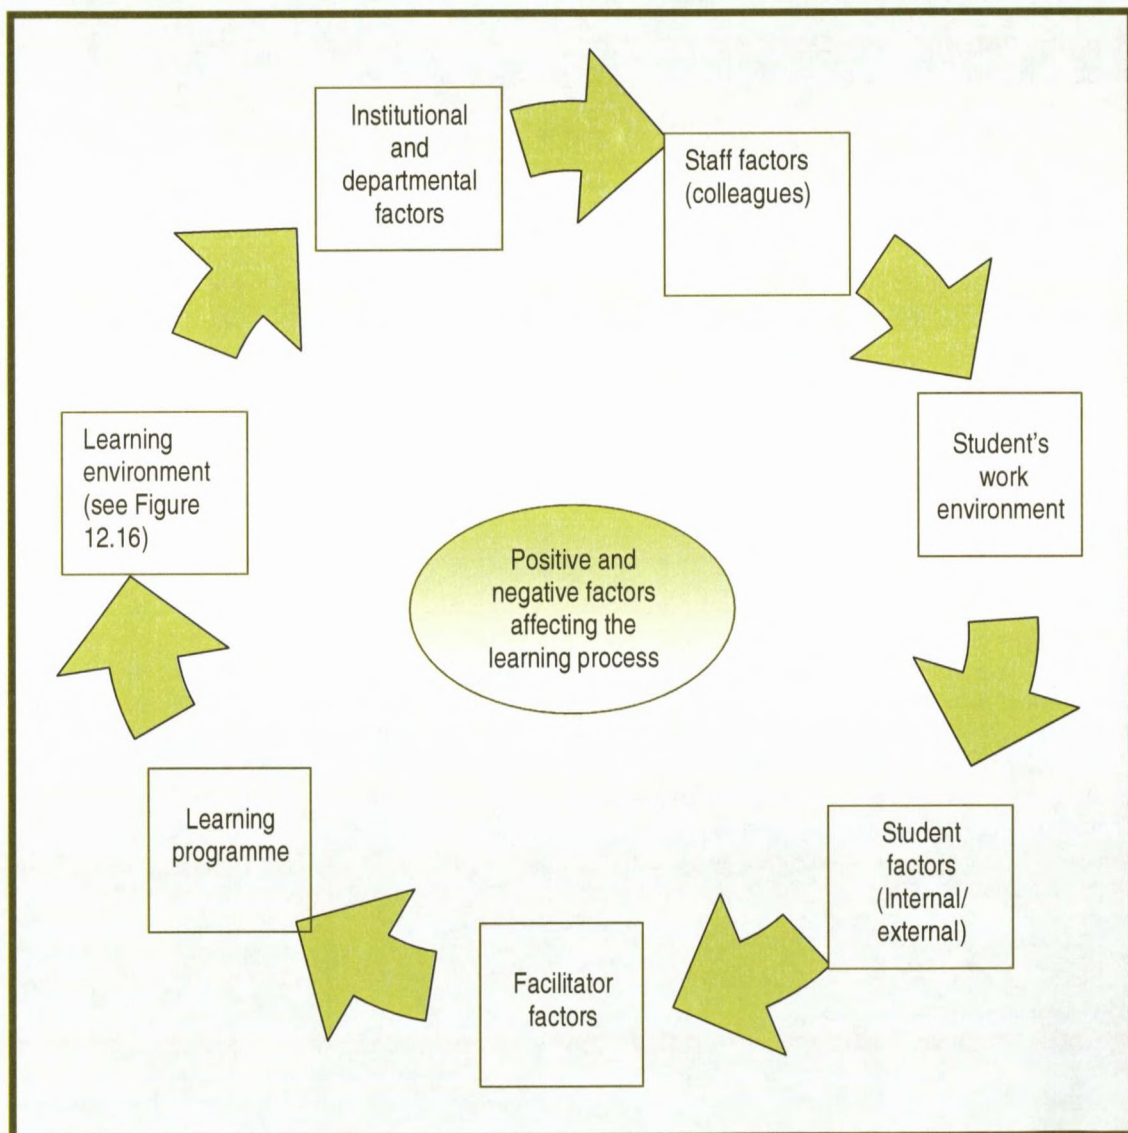 Institutional
and
departmental
factors
Staff factors
(colleagues)
Student's
work
environment
Student
factors
(Internal/
external)
Facilitator
factors
Learning
programme
Learning
environment
(see Figure
12.16)
Positive and
negative factors
affecting the
learning process